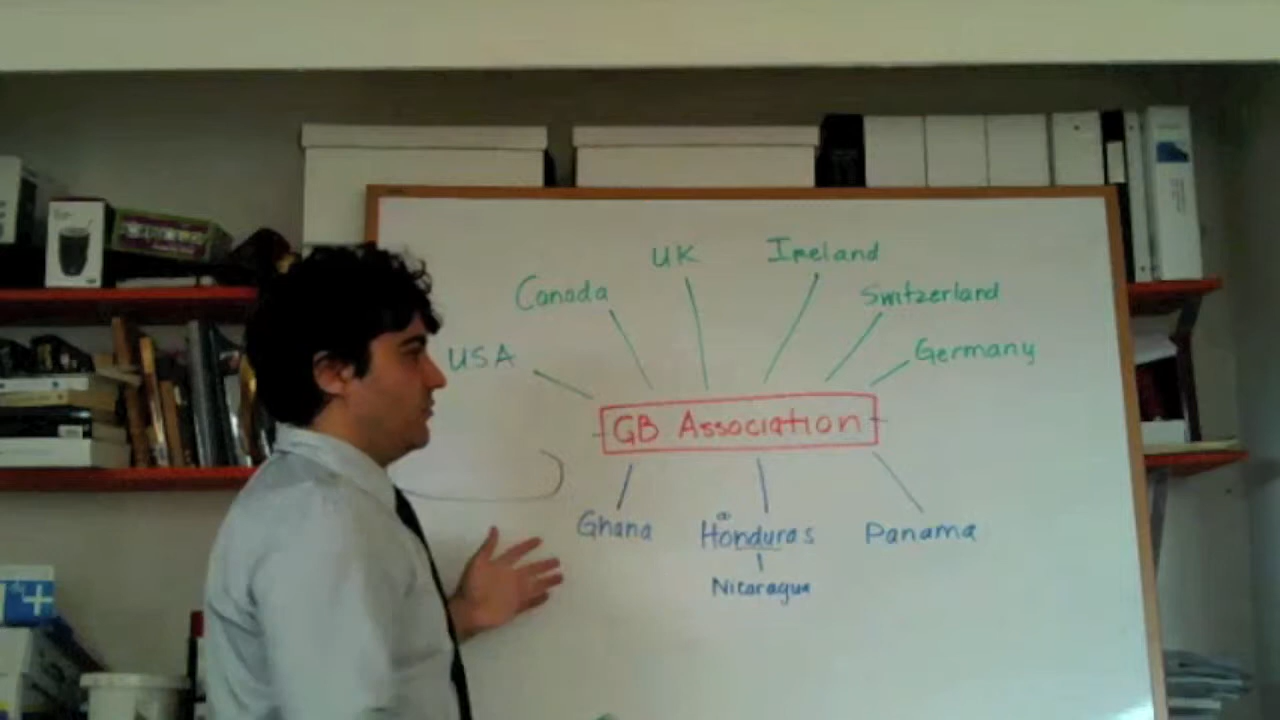 UK
Ireland
Canada
Switzerland
USA
Germany
GB Association
Ghana
Honduras
Panama
Nicaragua